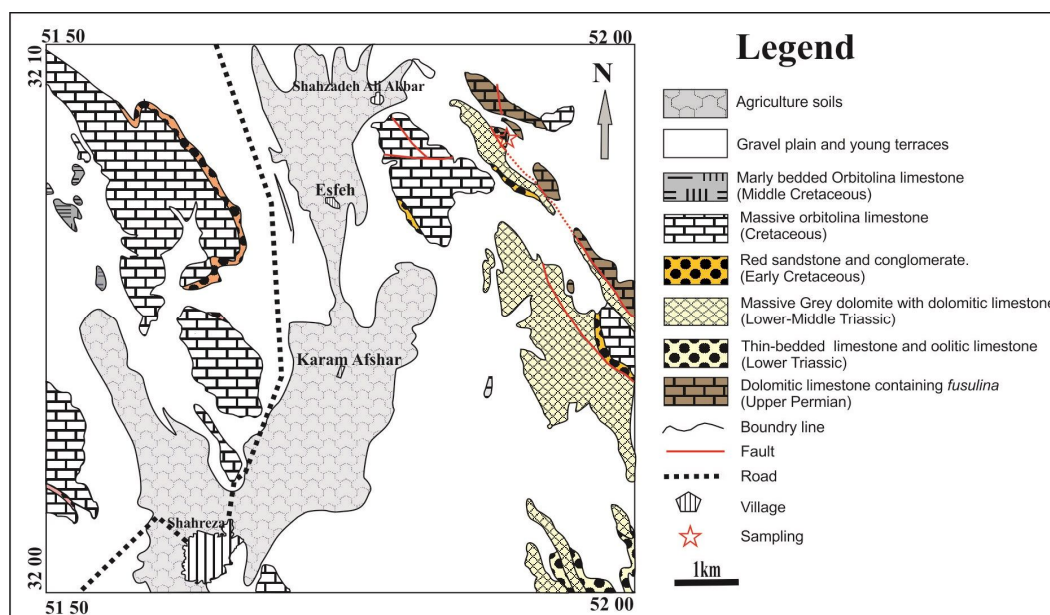 51 50
52 00
32 10
Shahzadeh Ali Akbar
N
Esfeh
Karam Afshar
Shahreza
32 00
51 50
52 00
Legend
Agriculture soils
Gravel plain and young terraces
Marly bedded Orbitolina limestone
(Middle Cretaceous)
Massive orbitolina limestone
(Cretaceous)
Red sandstone and conglomerate.
(Early Cretaceous)
Massive Grey dolomite with dolomitic limestone
(Lower-Middle Triassic)
Thin-bedded limestone and oolitic limestone
(Lower Triassic)
Dolomitic limestone containing fusulina
(Upper Permian)
Boundry line
Fault
Road
Village
Sampling
1km